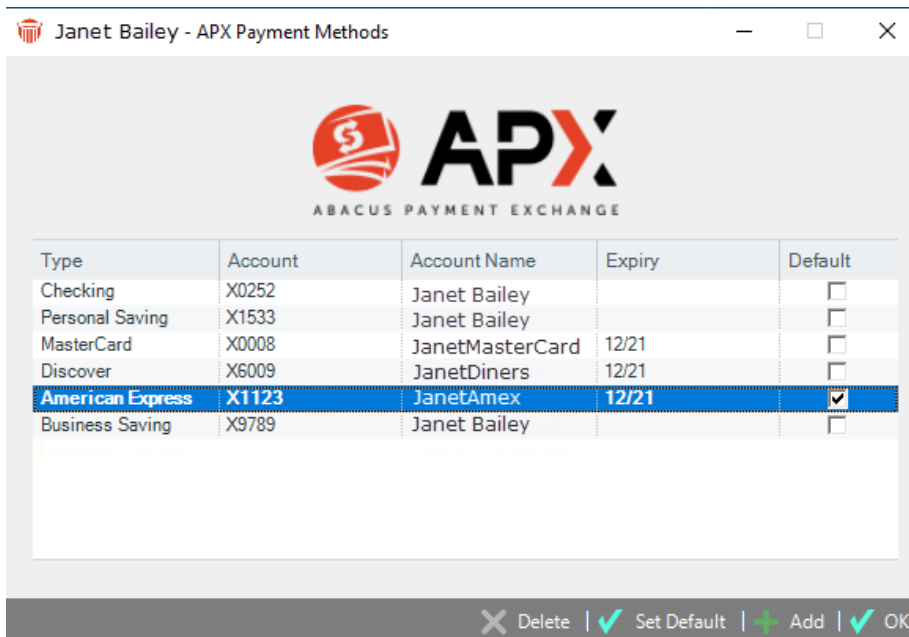 Janet Bailey - APX Payment Methods
APX
ABACUS PAYMENT EXCHANGE
Type Account Account Name Expiry Default
Checking X0252 Janet Bailey
Personal Saving X1533 Janet Bailey
MasterCard X0008 JanetMasterCard 12/21
Discover X6009 JanetDiners 12/21
American Express X1123 JanetAmex 12/21
Business Saving X9789 Janet Bailey
Delete | Set Default | Add | OK